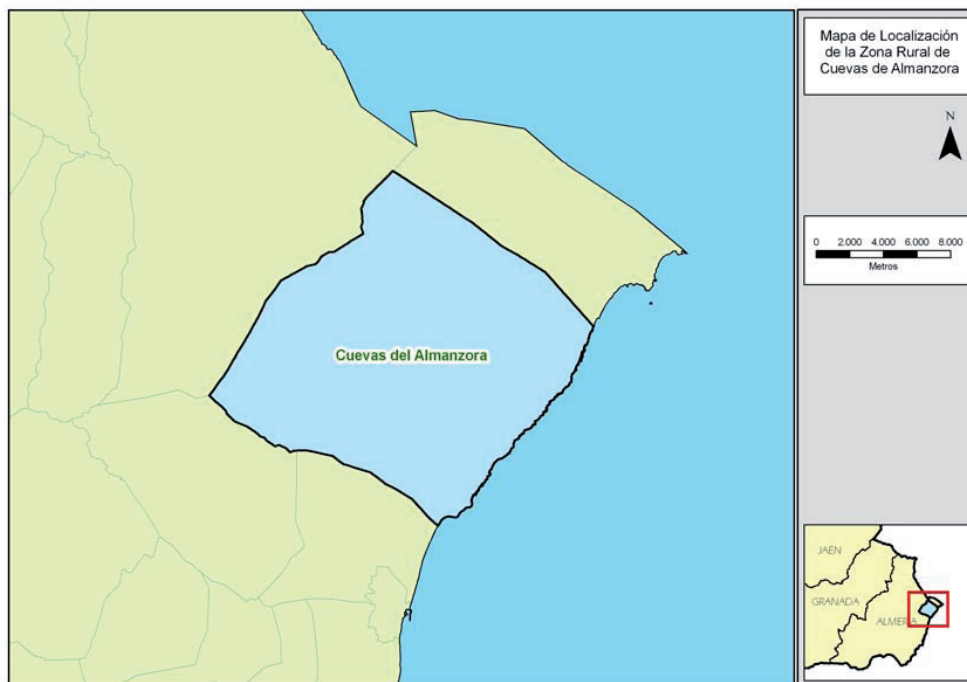 Mapa de Localización
de la Zona Rural de
Cuevas de Almanzora
N
0 2.000 4.000 6.000 8.000
Metros
Cuevas del Almanzora
JAEN
GRANADA
ALMERIA